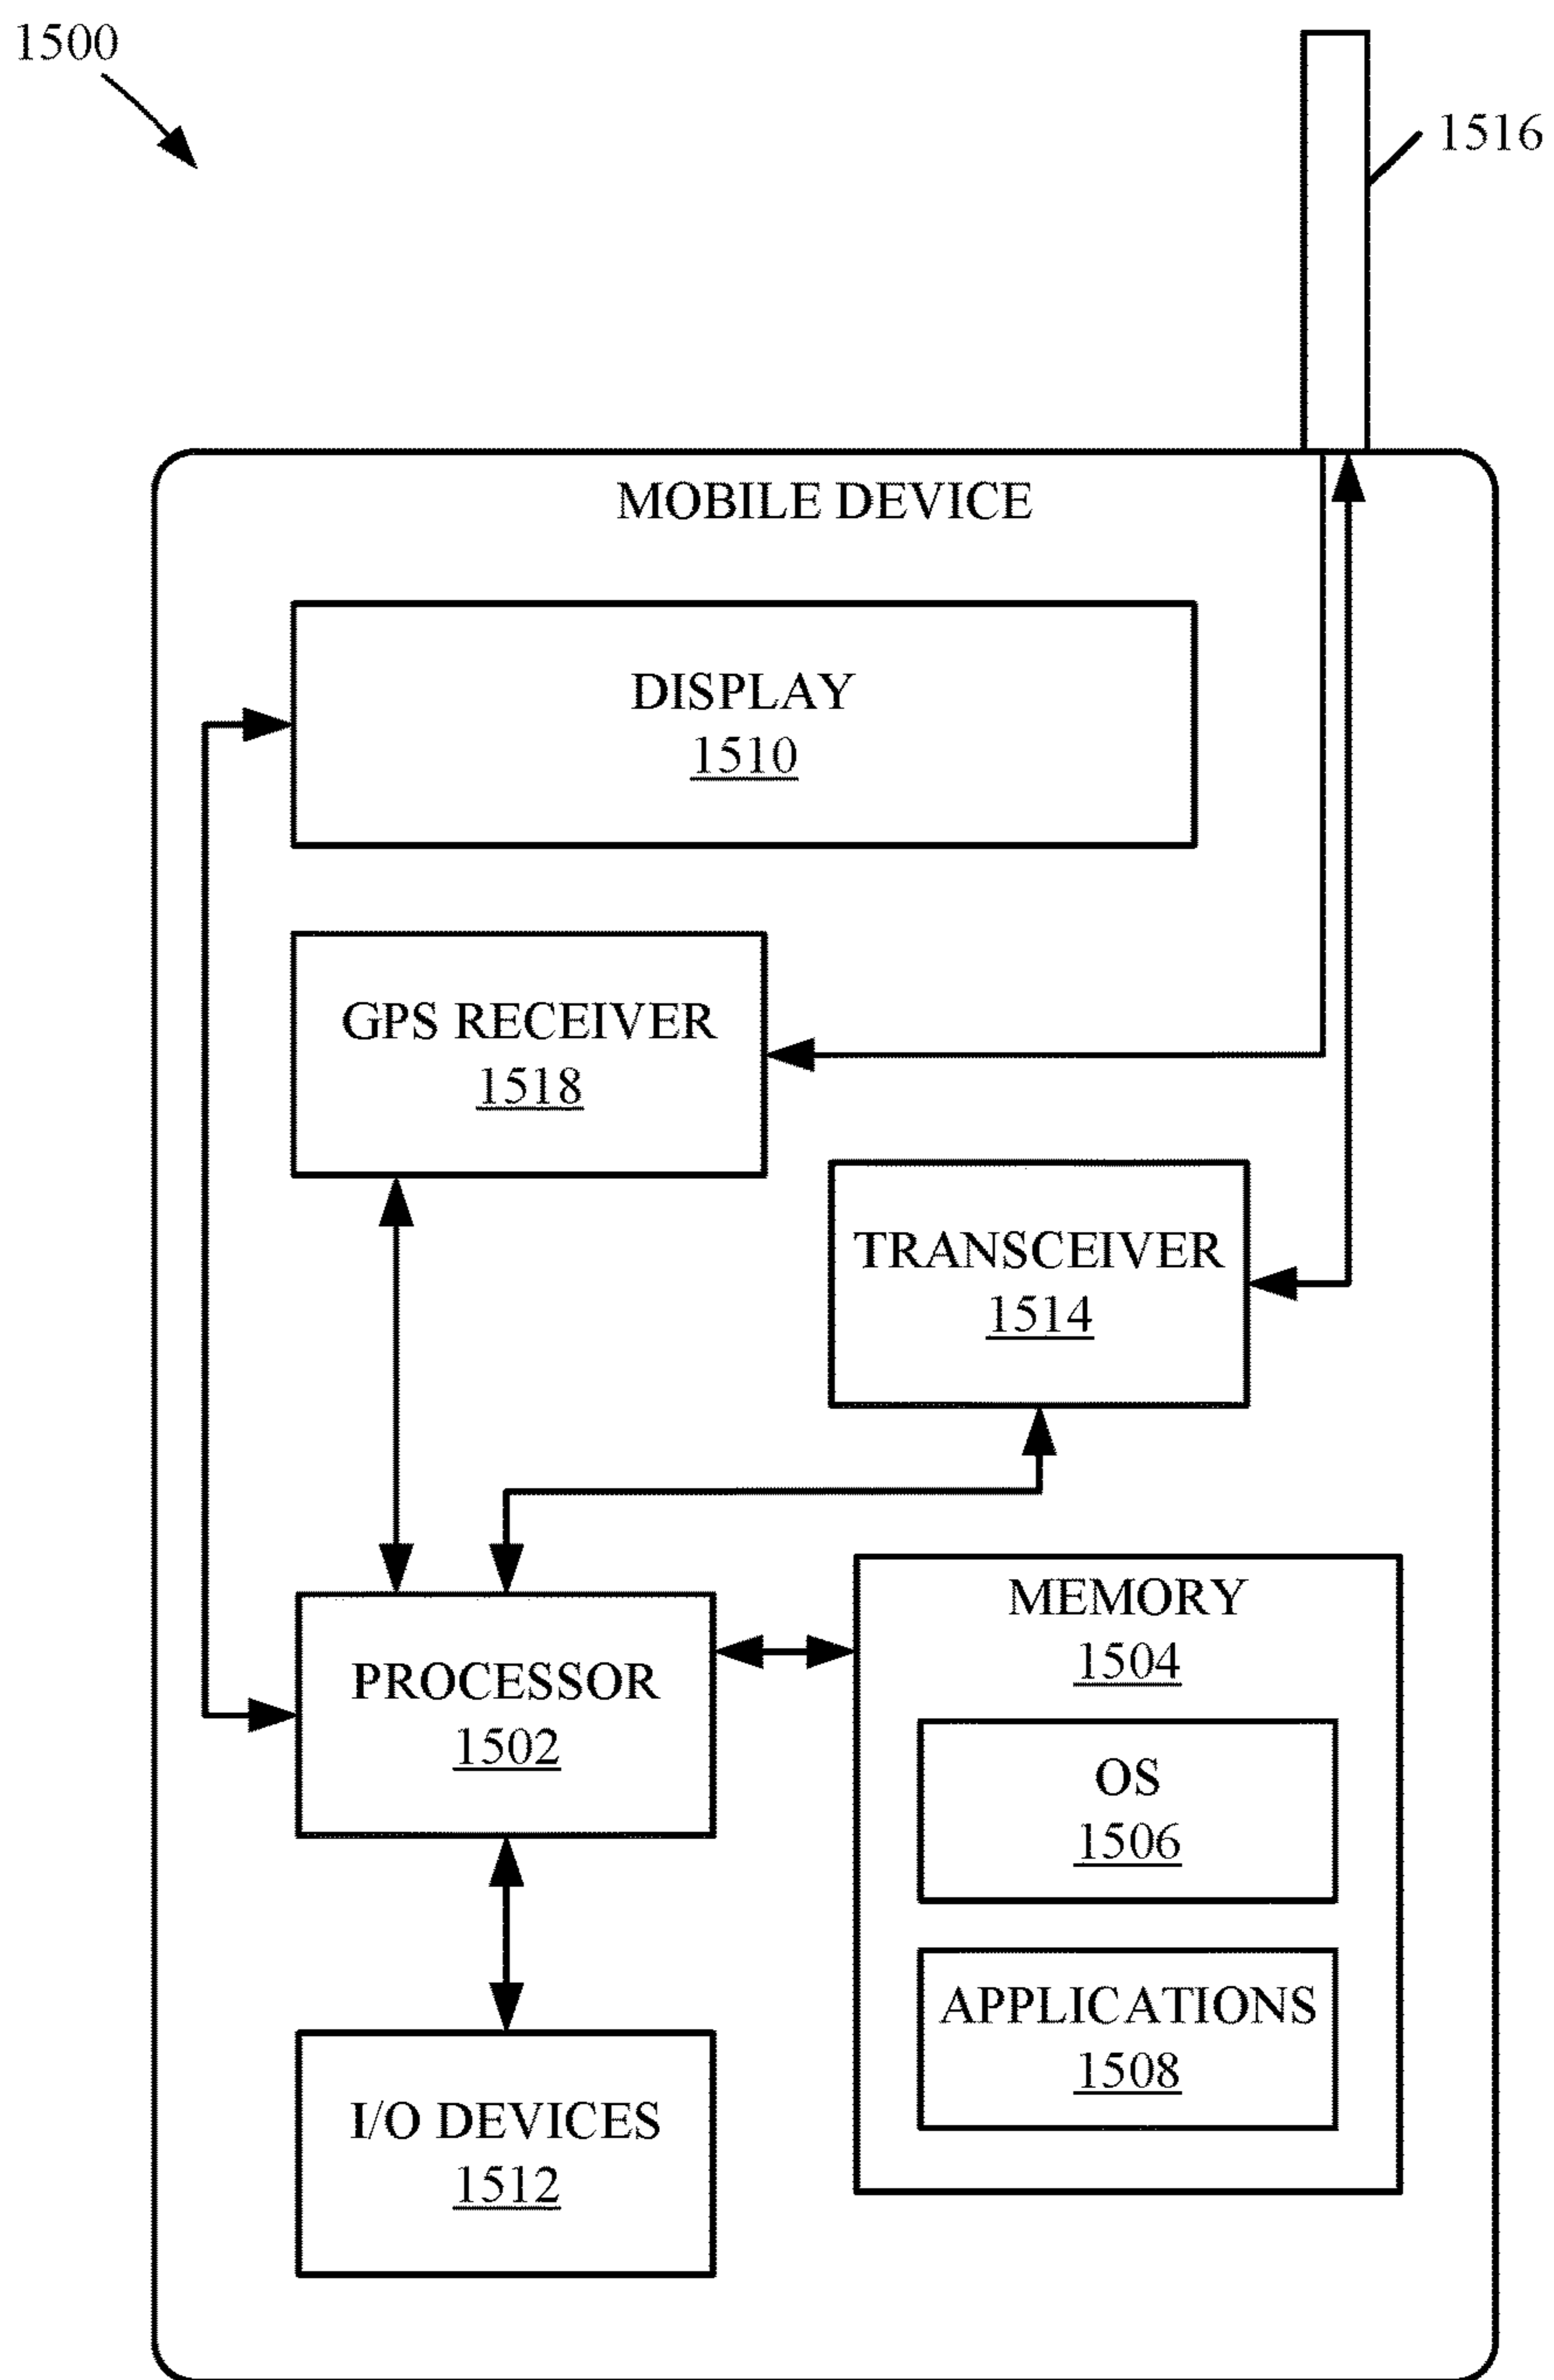 1500
1516
MOBILE DEVICE
DISPLAY
1510
GPS RECEIVER
1518
TRANSCEIVER
1514
PROCESSOR
1502
MEMORY
1504
OS
1506
APPLICATIONS
1508
I/O DEVICES
1512